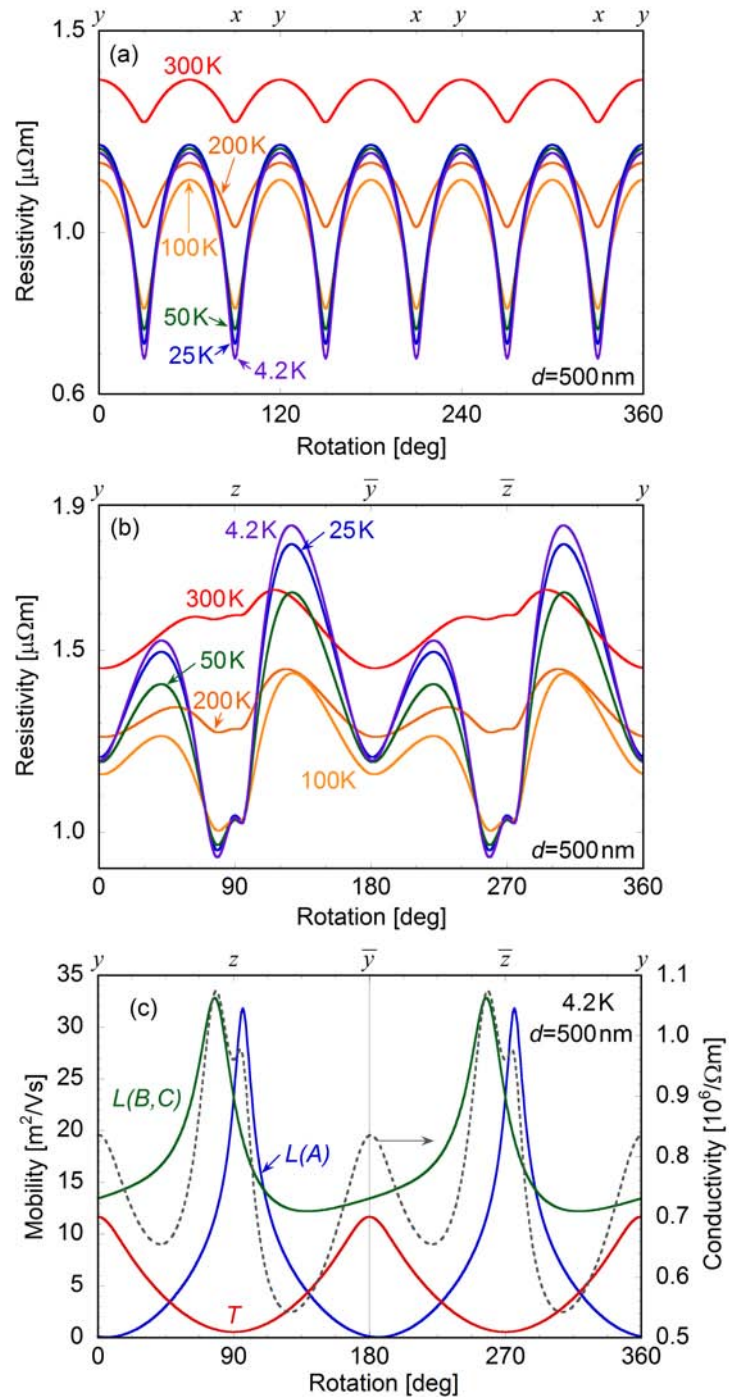 y x y x y x y
(a)
300K
200K
100K
50K
25K
4.2K
d=500nm
1.5
1.0
0.6
Resistivity [μΩm]
0 120 240 360
Rotation [deg]
y z y̅ z̅ y
(b)
4.2K
25K
300K
50K
200K
100K
d=500nm
1.9
1.5
1.0
Resistivity [μΩm]
0 90 180 270 360
Rotation [deg]
y z y̅ z̅ y
(c)
4.2K
d=500nm
L(B,C)
L(A)
T
35
30
25
20
15
10
5
0
Mobility [m²/Vs]
1.1
1.0
0.9
0.8
0.7
0.6
0.5
Conductivity [10⁶/Ωm]
0 90 180 270 360
Rotation [deg]